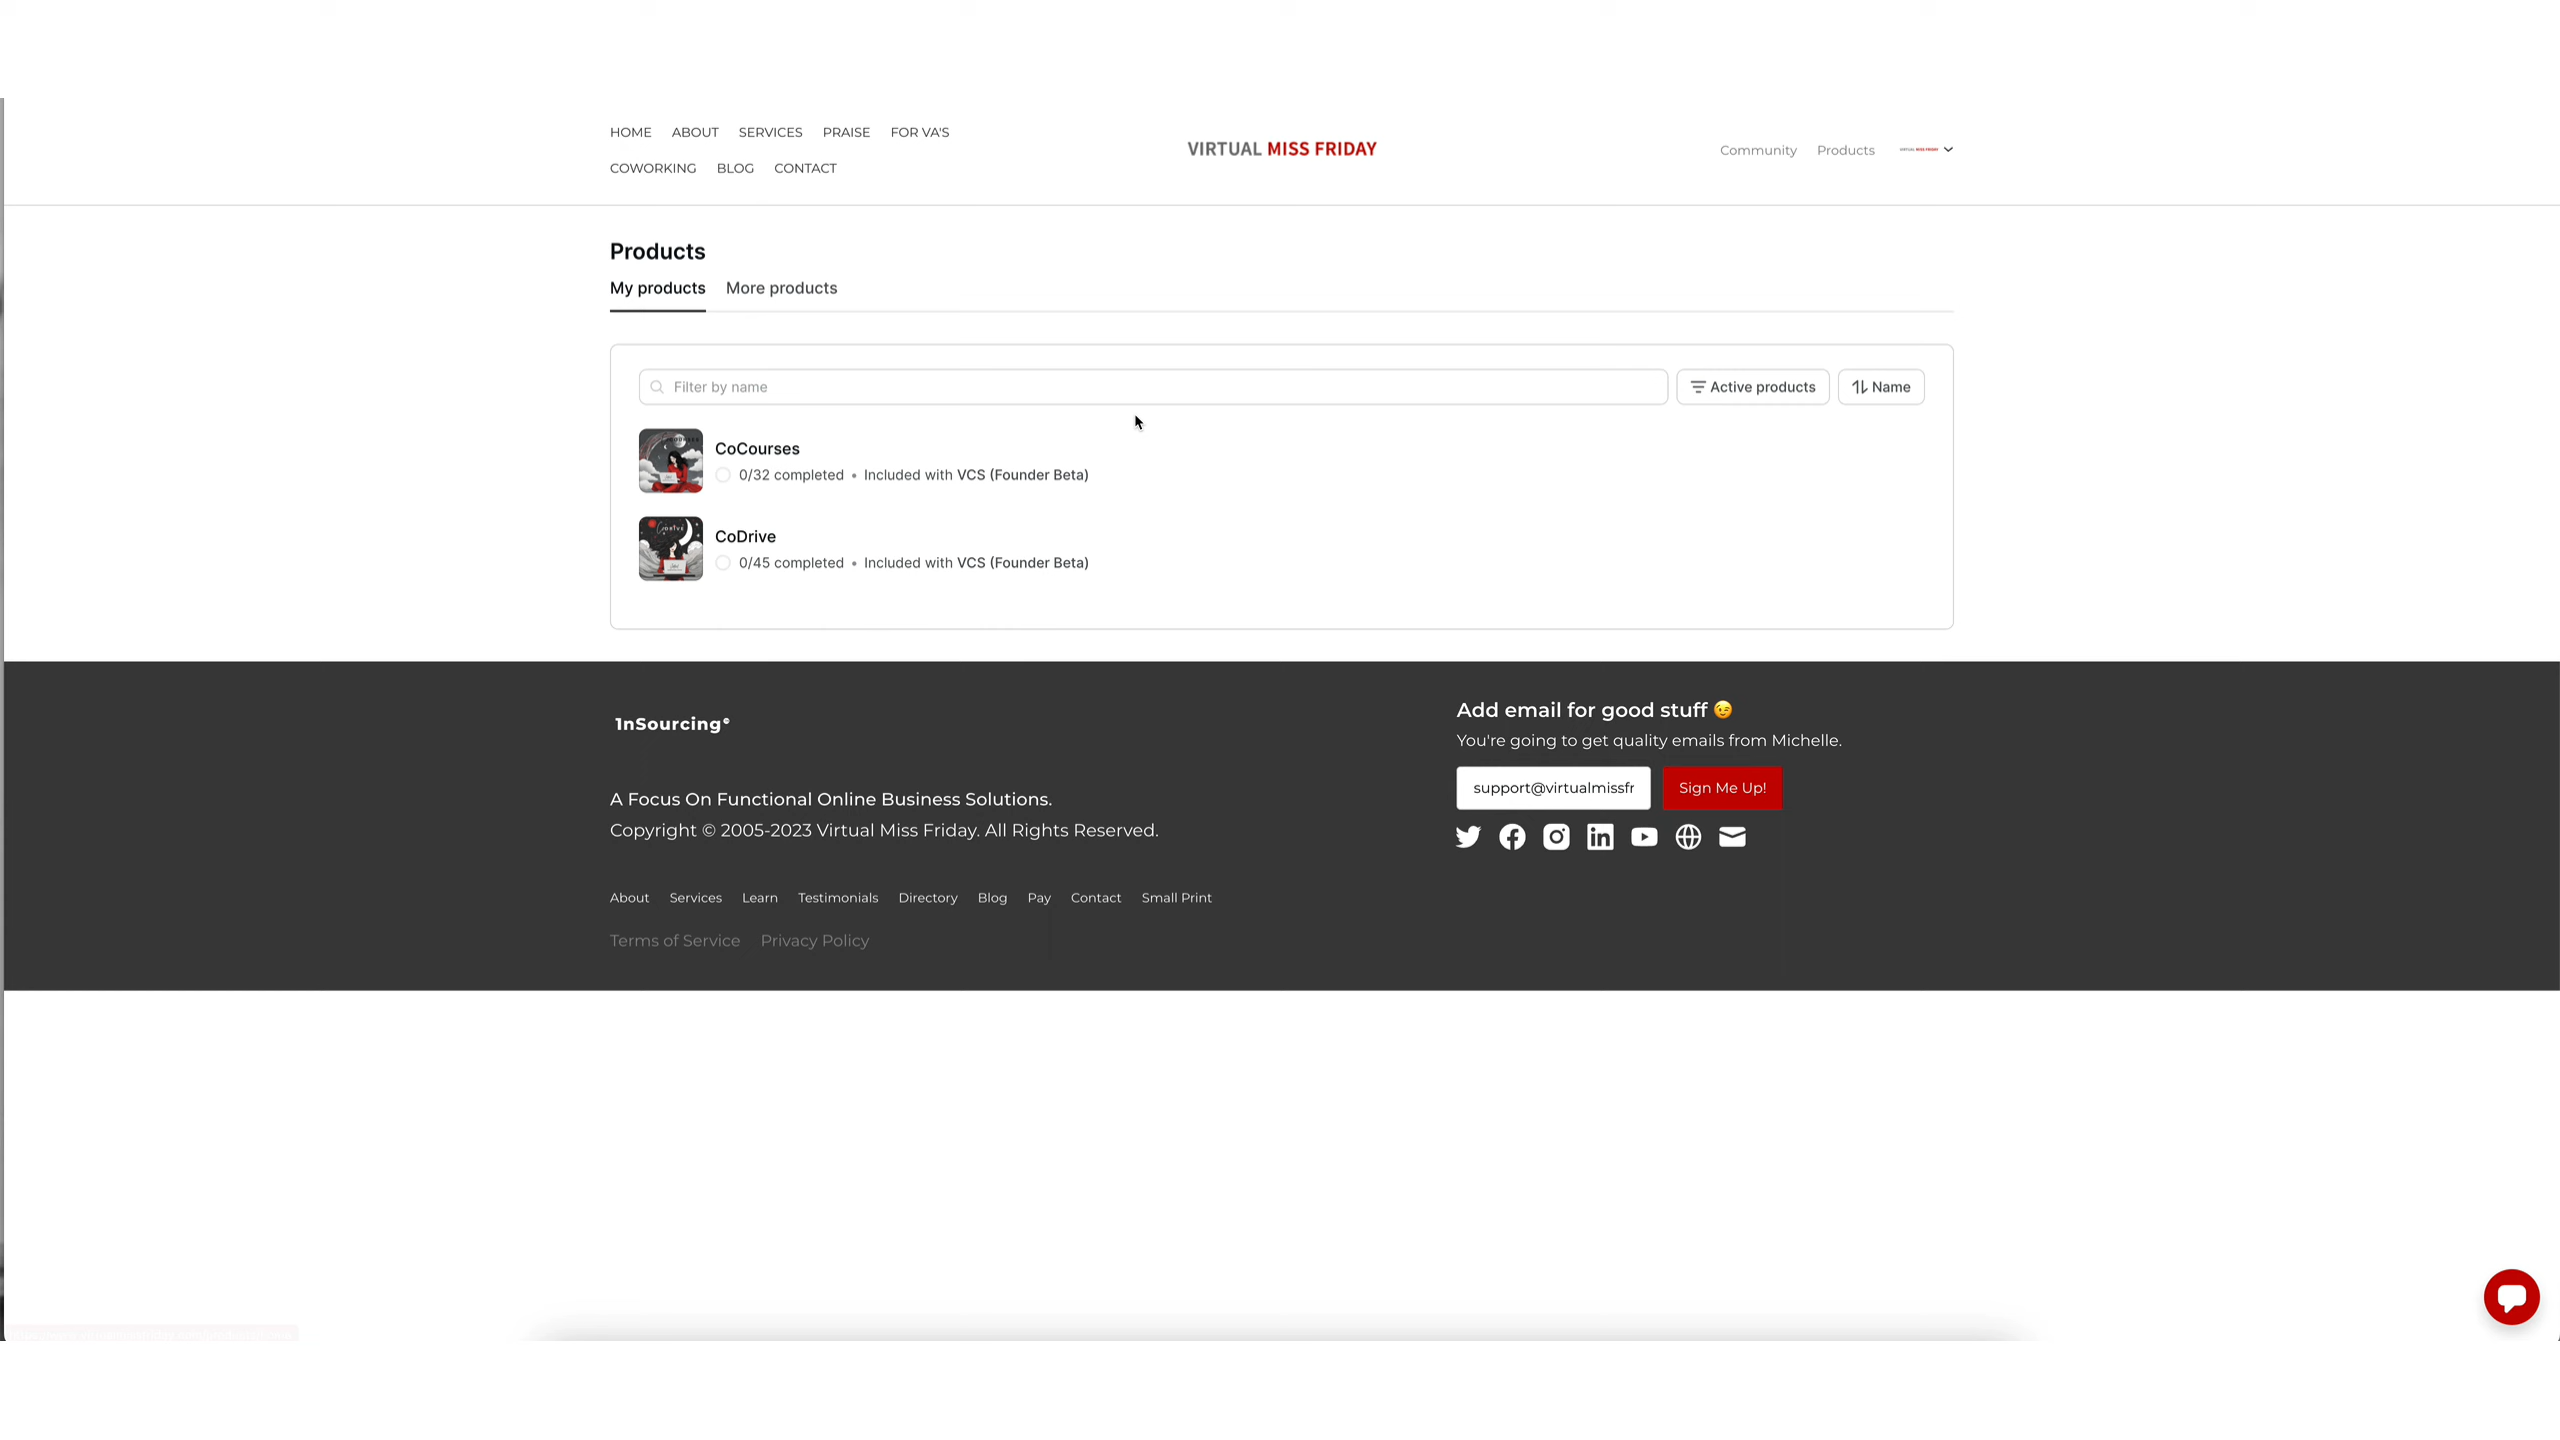 HOME ABOUT SERVICES PRAISE FOR VA'S
COWORKING BLOG CONTACT
VIRTUAL MISS FRIDAY
Community Products VIRTUAL MISS FRIDAY
Products
My products More products
Filter by name
Active products
Name
CoCourses
0/32 completed • Included with VCS (Founder Beta)
CoDrive
0/45 completed • Included with VCS (Founder Beta)
1nSourcing®
A Focus On Functional Online Business Solutions.
Copyright © 2005-2023 Virtual Miss Friday. All Rights Reserved.
About Services Learn Testimonials Directory Blog Pay Contact Small Print
Terms of Service Privacy Policy
Add email for good stuff 😉
You're going to get quality emails from Michelle.
support@virtualmissfr
Sign Me Up!